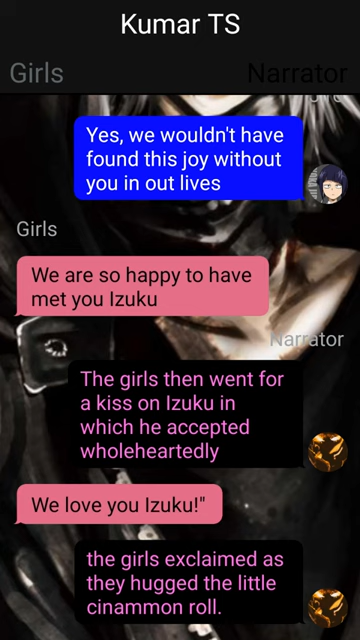 Kumar TS
Girls
Narrator
Yes, we wouldn't have
found this joy without
you in out lives
Girls
We are so happy to have
met you Izuku
Narrator
The girls then went for
a kiss on Izuku in
which he accepted
wholeheartedly
We love you Izuku!"
the girls exclaimed as
they hugged the little
cinammon roll.